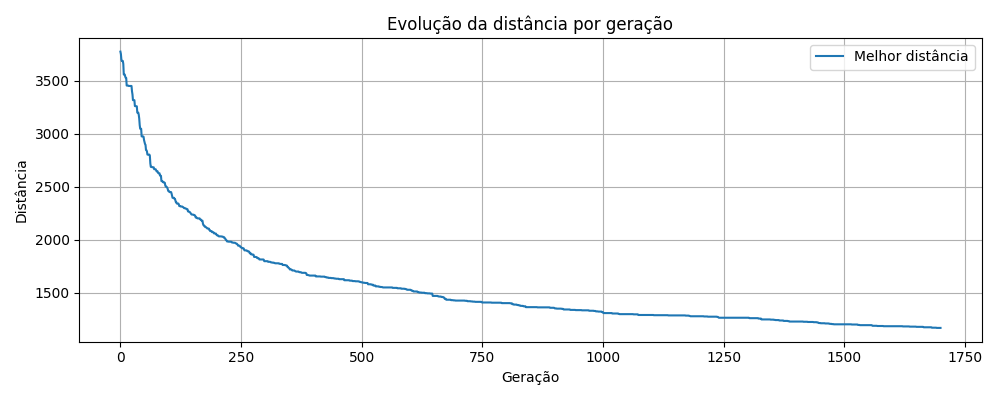 Evolução da distância por geração
Melhor distância
Distância
3500
3000
2500
2000
1500
0 250 500 750 1000 1250 1500 1750
Geração